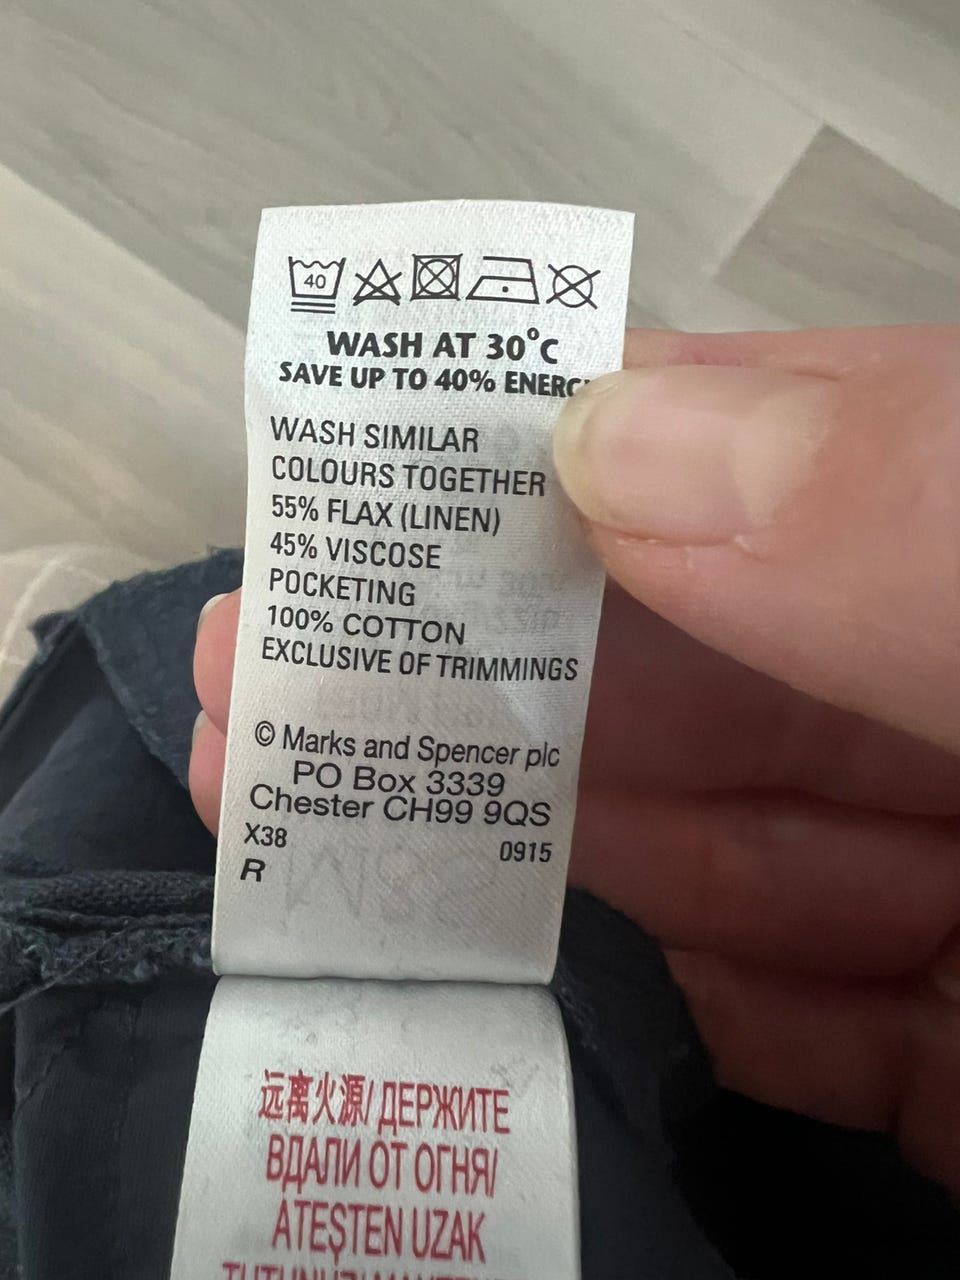 40
WASH AT 30°C
SAVE UP TO 40%
WASH SIMILAR
COLOURS TOGETHER
55% FLAX (LINEN)
45% VISCOSE
POCKETING
100% COTTON
EXCLUSIVE OF TRIMMINGS
© Marks and Spencer plc
PO Box 3339
Chester CH99 9QS
X38 0915
R
远离火源/ ДЕРЖИТЕ
ВДАЛИ ОТ ОГНЯ/
ATEŞTEN UZAK